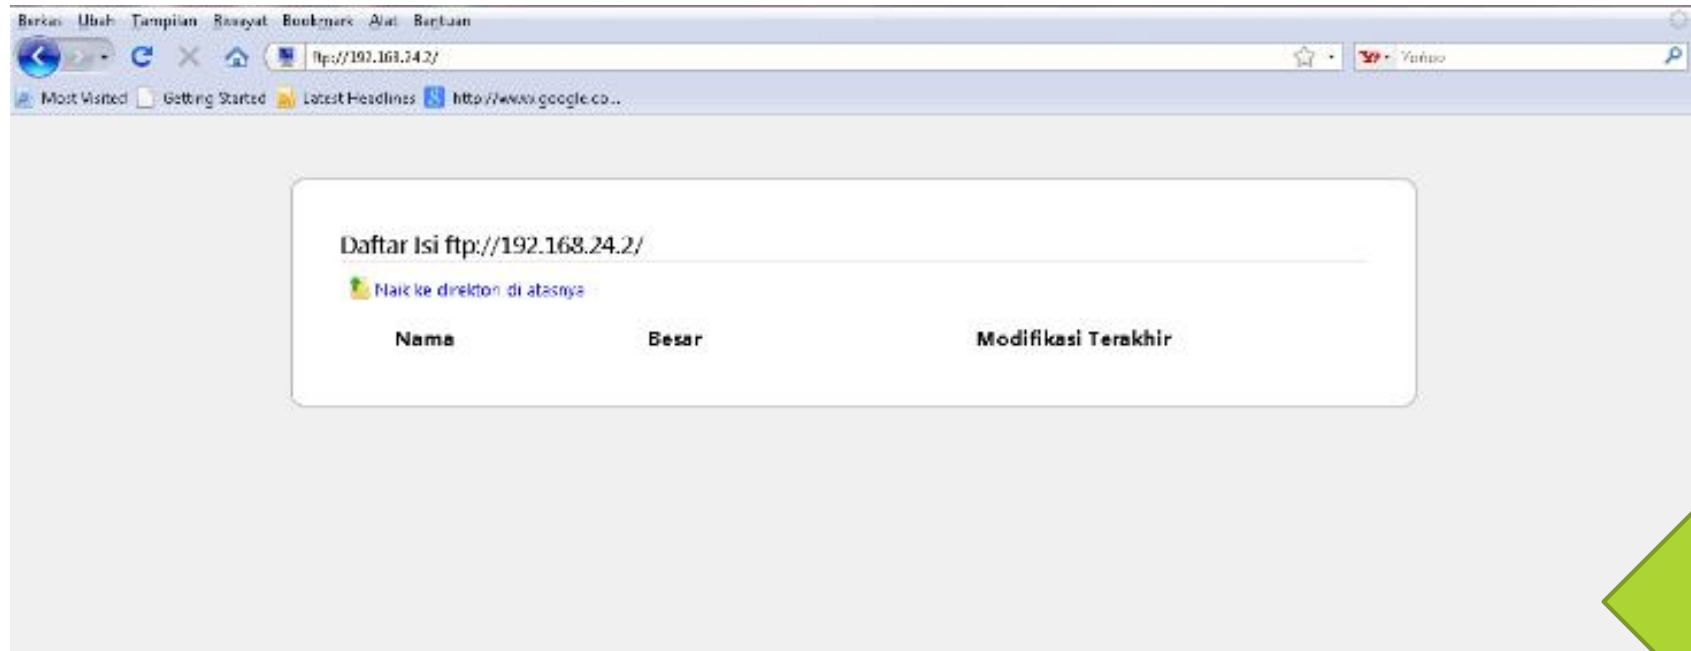 Berkas Ubah Tampilan Riwayat Bookmark Alat Bantuan
ftp://192.168.24.2/ Yahoo
Most Visited Getting Started Latest Headlines http://www.google.co...
Daftar Isi ftp://192.168.24.2/
Naik ke direktori di atasnya
Nama Besar Modifikasi Terakhir